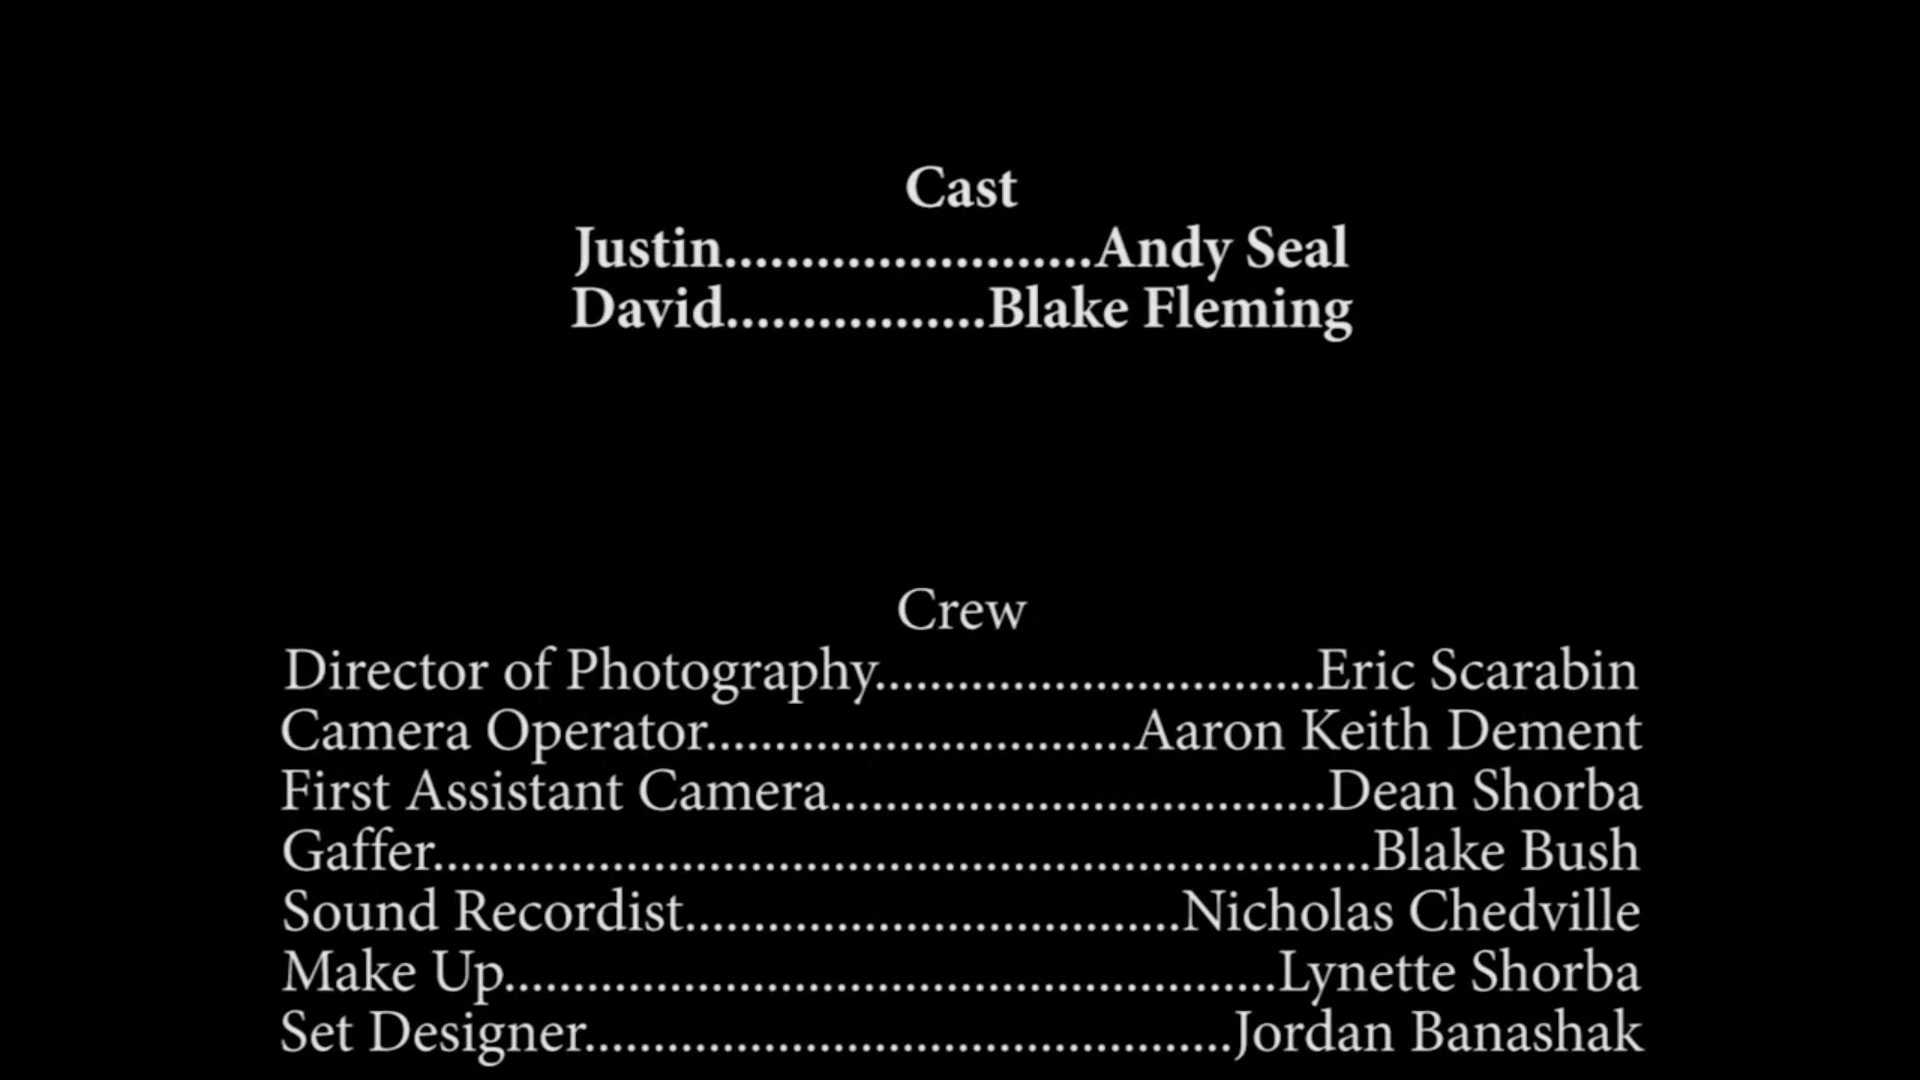 Cast
Justin........................Andy Seal
David.................Blake Fleming
Crew
Director of Photography................................Eric Scarabin
Camera Operator...............................Aaron Keith Dement
First Assistant Camera....................................Dean Shorba
Gaffer....................................................................Blake Bush
Sound Recordist....................................Nicholas Chedville
Make Up........................................................Lynette Shorba
Set Designer...............................................Jordan Banashak